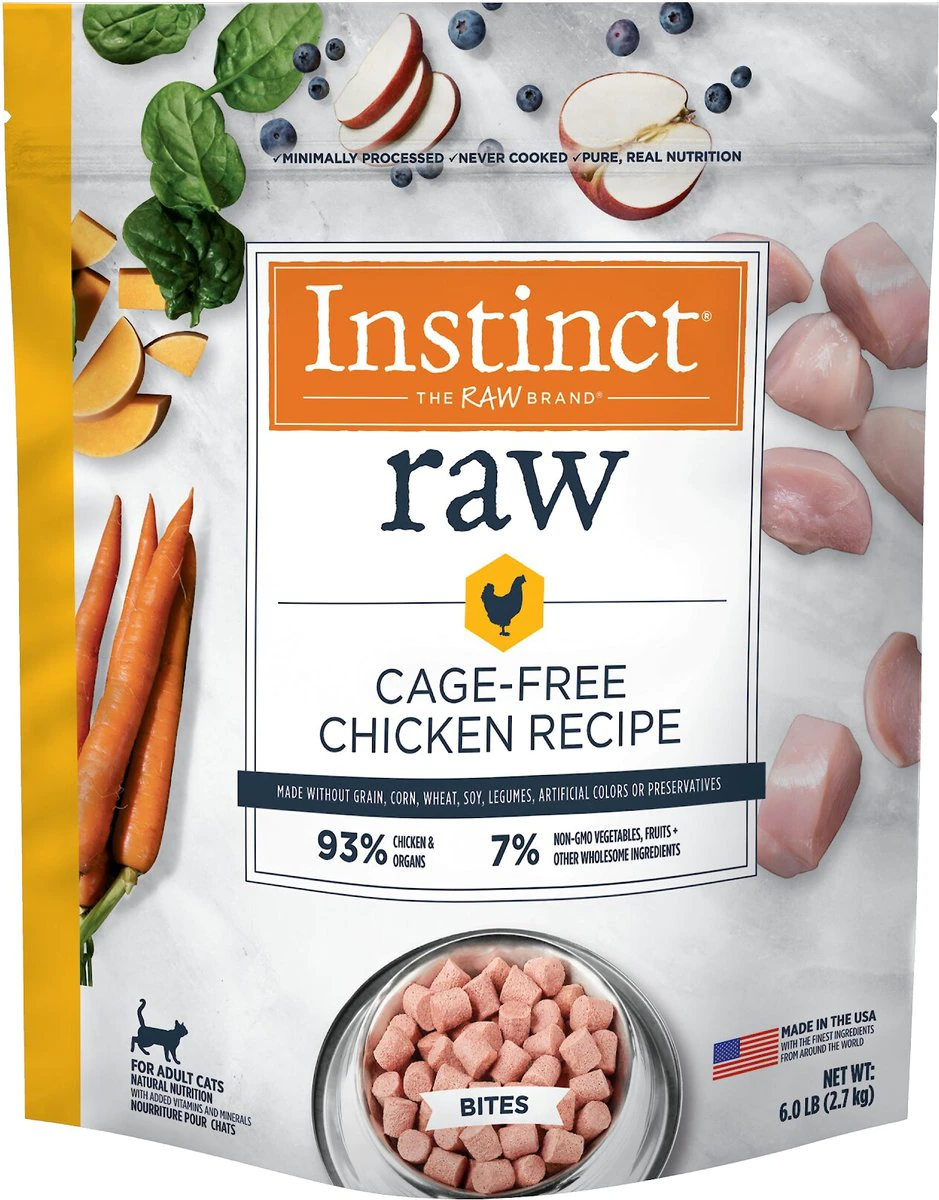 ✓MINIMALLY PROCESSED ✓NEVER COOKED ✓PURE, REAL NUTRITION
Instinct®
THE RAW BRAND®
raw
CAGE-FREE
CHICKEN RECIPE
MADE WITHOUT GRAIN, CORN, WHEAT, SOY, LEGUMES, ARTIFICIAL COLORS OR PRESERVATIVES
93% CHICKEN &
ORGANS
7% NON-GMO VEGETABLES, FRUITS +
OTHER WHOLESOME INGREDIENTS
BITES
FOR ADULT CATS
NATURAL NUTRITION
WITH ADDED VITAMINS AND MINERALS
NOURRITURE POUR CHATS
MADE IN THE USA
WITH THE FINEST INGREDIENTS
FROM AROUND THE WORLD
NET WT:
6.0 LB (2.7 kg)